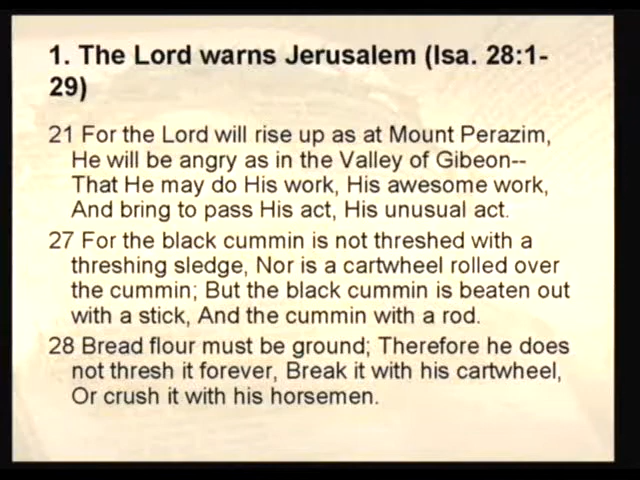 1. The Lord warns Jerusalem (Isa. 28:1-
29)
21 For the Lord will rise up as at Mount Perazim,
He will be angry as in the Valley of Gibeon--
That He may do His work, His awesome work,
And bring to pass His act, His unusual act.
27 For the black cummin is not threshed with a
threshing sledge, Nor is a cartwheel rolled over
the cummin; But the black cummin is beaten out
with a stick, And the cummin with a rod.
28 Bread flour must be ground; Therefore he does
not thresh it forever, Break it with his cartwheel,
Or crush it with his horsemen.